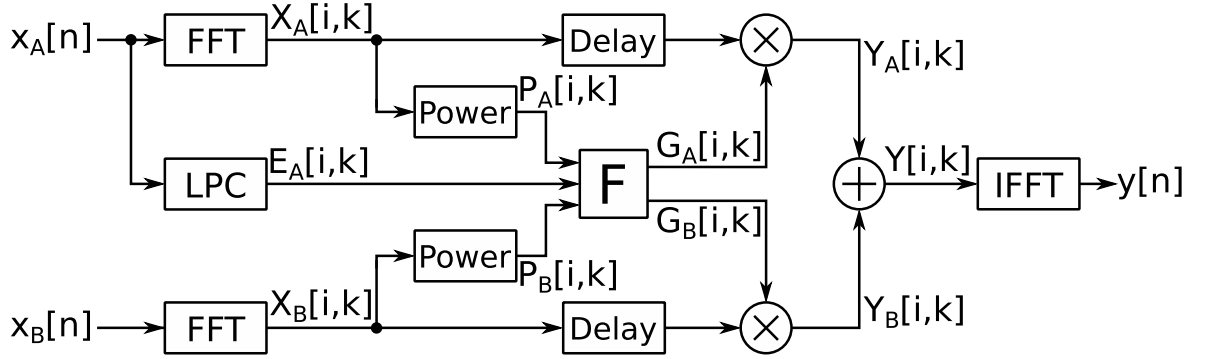 x_A[n]
FFT
X_A[i,k]
Delay
Y_A[i,k]
Power
P_A[i,k]
LPC
E_A[i,k]
F
G_A[i,k]
G_B[i,k]
Y[i,k]
IFFT
y[n]
Power
P_B[i,k]
x_B[n]
FFT
X_B[i,k]
Delay
Y_B[i,k]